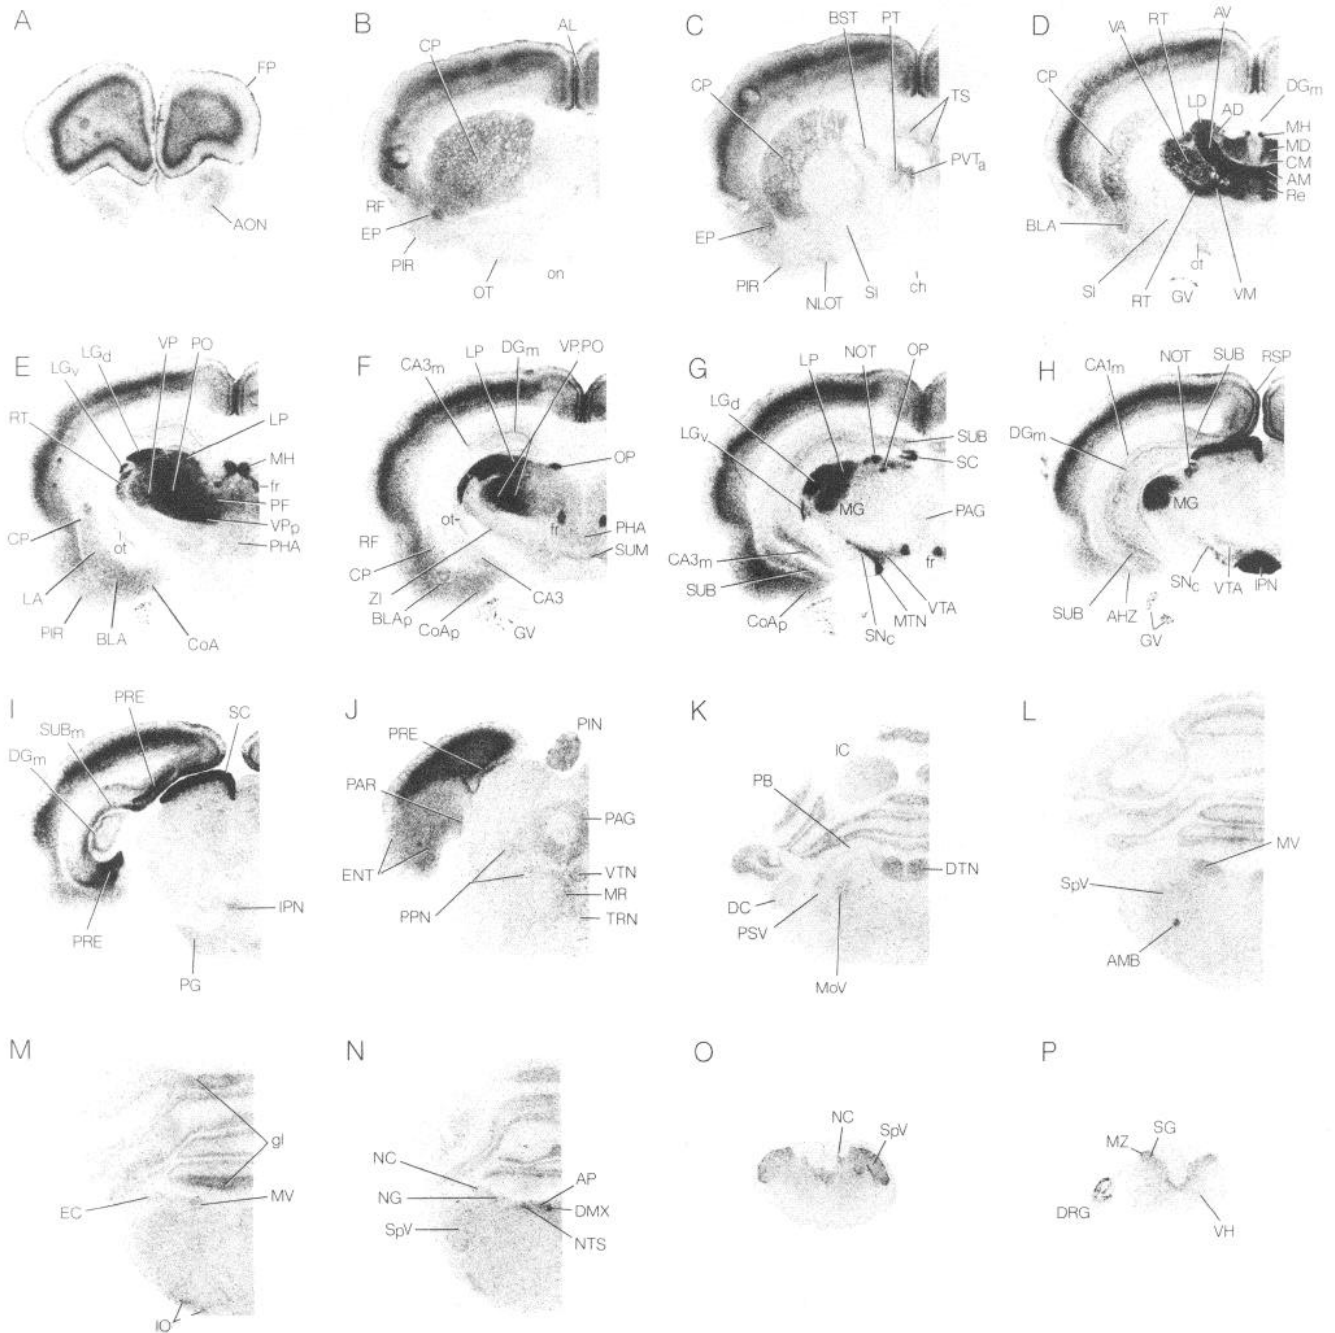 A
FP
AON
B
AL
CP
RF
EP
PIR
OT
on
C
BST
PT
CP
TS
PVTa
EP
PIR
NLOT
SI
ch
D
VA
RT
AV
CP
LD
AD
DGm
MH
MD
CM
AM
Re
BLA
SI
RT
GV
ot
VM
E
LGv
LGd
VP
PO
RT
LP
MH
fr
PF
VPp
PHA
CP
ot
LA
PIR
BLA
CoA
F
CA3m
LP
DGm
VP,PO
OP
ot
fr
PHA
RF
SUM
CP
ZI
BLAp
CoAp
GV
CA3
G
LP
NOT
OP
LGd
LGv
SUB
SC
MG
PAG
CA3m
fr
SUB
VTA
CoAp
MTN
SNc
H
CA1m
NOT
SUB
RSP
DGm
MG
SNc
VTA
IPN
SUB
AHZ
GV
I
PRE
SUBm
SC
DGm
IPN
PRE
PG
J
PRE
PIN
PAR
PAG
ENT
VTN
PPN
MR
TRN
K
IC
PB
DTN
DC
PSV
MoV
L
MV
SpV
AMB
M
gl
EC
MV
IO
N
NC
NG
AP
DMX
SpV
NTS
O
NC
SpV
P
MZ
SG
DRG
VH